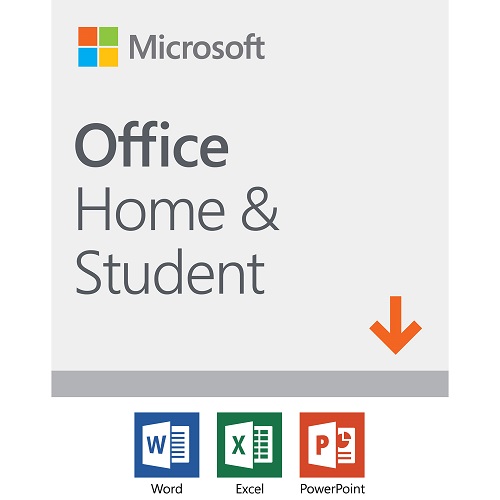 Microsoft
Office
Home &
Student
W
X
P
Word
Excel
PowerPoint